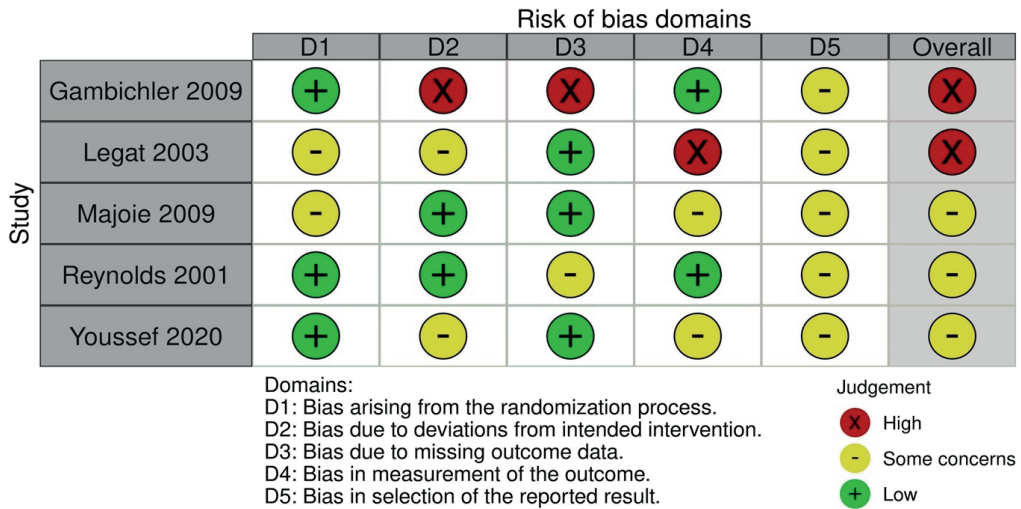 Risk of bias domains
D1 D2 D3 D4 D5 Overall
Study
Gambichler 2009 + X X + - X
Legat 2003 - - + X - X
Majoie 2009 - + + - - -
Reynolds 2001 + + - + - -
Youssef 2020 + - + - - -
Domains:
D1: Bias arising from the randomization process.
D2: Bias due to deviations from intended intervention.
D3: Bias due to missing outcome data.
D4: Bias in measurement of the outcome.
D5: Bias in selection of the reported result.
Judgement
X High
- Some concerns
+ Low